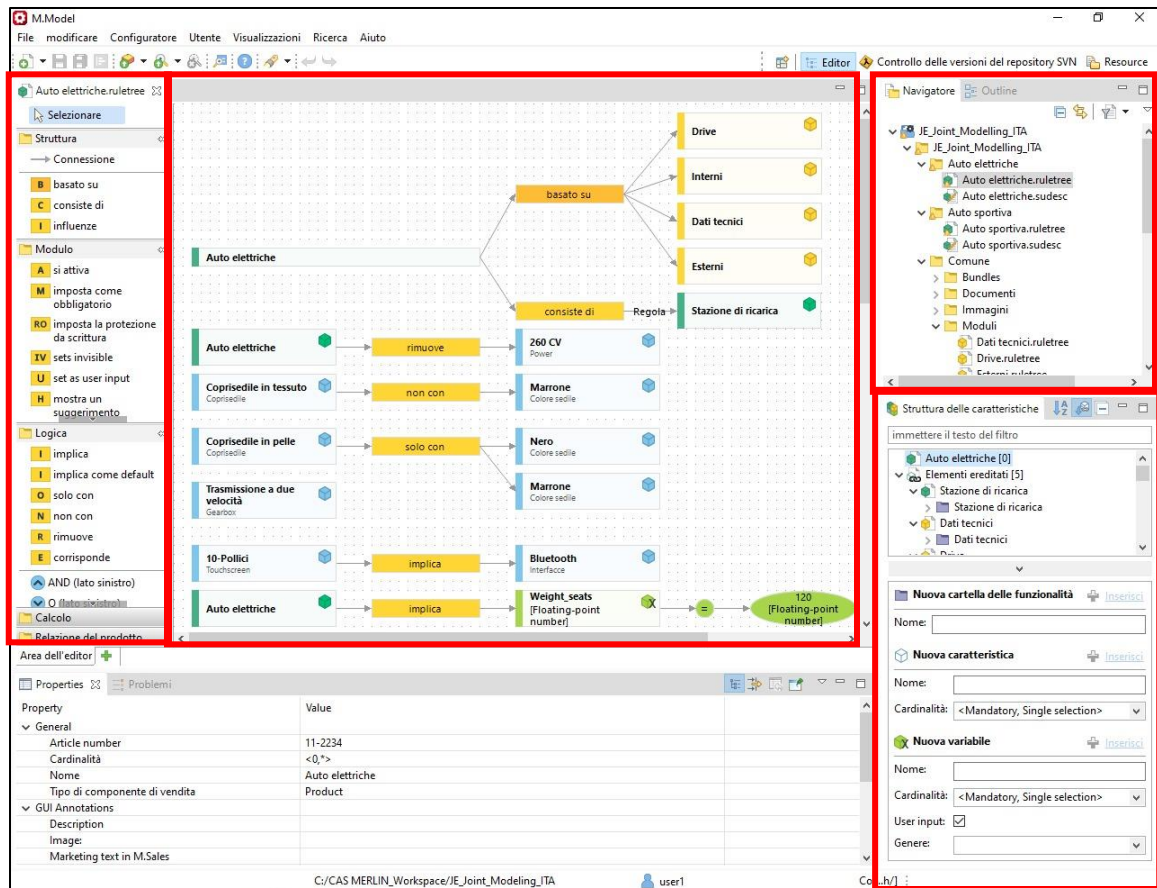 M.Model
File modificare Configuratore Utente Visualizzazioni Ricerca Aiuto
Editor Controllo delle versioni del repository SVN Resource
Auto elettriche.ruletree
Selezionare
Struttura
Connessione
B basato su
C consiste di
I influenze
Modulo
A si attiva
M imposta come
obbligatorio
RO imposta la protezione
da scrittura
IV sets invisible
U set as user input
H mostra un
suggerimento
Logica
I implica
I implica come default
O solo con
N non con
R rimuove
E corrisponde
AND (lato sinistro)
O (lato sinistro)
Calcolo
Relazione del prodotto
Drive
Interni
basato su
Dati tecnici
Auto elettriche
Esterni
consiste di Regola Stazione di ricarica
Auto elettriche rimuove 260 CV
Power
Coprisedile in tessuto non con Marrone
Coprisedile Colore sedile
Coprisedile in pelle solo con Nero
Coprisedile Colore sedile
Trasmissione a due
velocità
Gearbox
Marrone
Colore sedile
10-Pollici implica Bluetooth
Touchscreen Interfacce
Auto elettriche implica Weight_seats
[Floating-point
number]
= 120
[Floating-point
number]
Area dell'editor
Navigatore Outline
JE_Joint_Modelling_ITA
JE_Joint_Modelling_ITA
Auto elettriche
Auto elettriche.ruletree
Auto elettriche.sudesc
Auto sportiva
Auto sportiva.ruletree
Auto sportiva.sudesc
Comune
Bundles
Documenti
Immagini
Moduli
Dati tecnici.ruletree
Drive.ruletree
Esterni.ruletree
Struttura delle caratteristiche
immettere il testo del filtro
Auto elettriche [0]
Elementi ereditati [5]
Stazione di ricarica
Stazione di ricarica
Dati tecnici
Dati tecnici
Drive
Nuova cartella delle funzionalità Inserisci
Nome:
Nuova caratteristica Inserisci
Nome:
Cardinalità: <Mandatory, Single selection>
Nuova variabile Inserisci
Nome:
Cardinalità: <Mandatory, Single selection>
User input:
Genere:
Properties Problemi
Property Value
General
Article number 11-2234
Cardinalità <0,*>
Nome Auto elettriche
Tipo di componente di vendita Product
GUI Annotations
Description
Image:
Marketing text in M.Sales
C:/CAS MERLIN_Workspace/JE_Joint_Modeling_ITA user1 Co...h/]